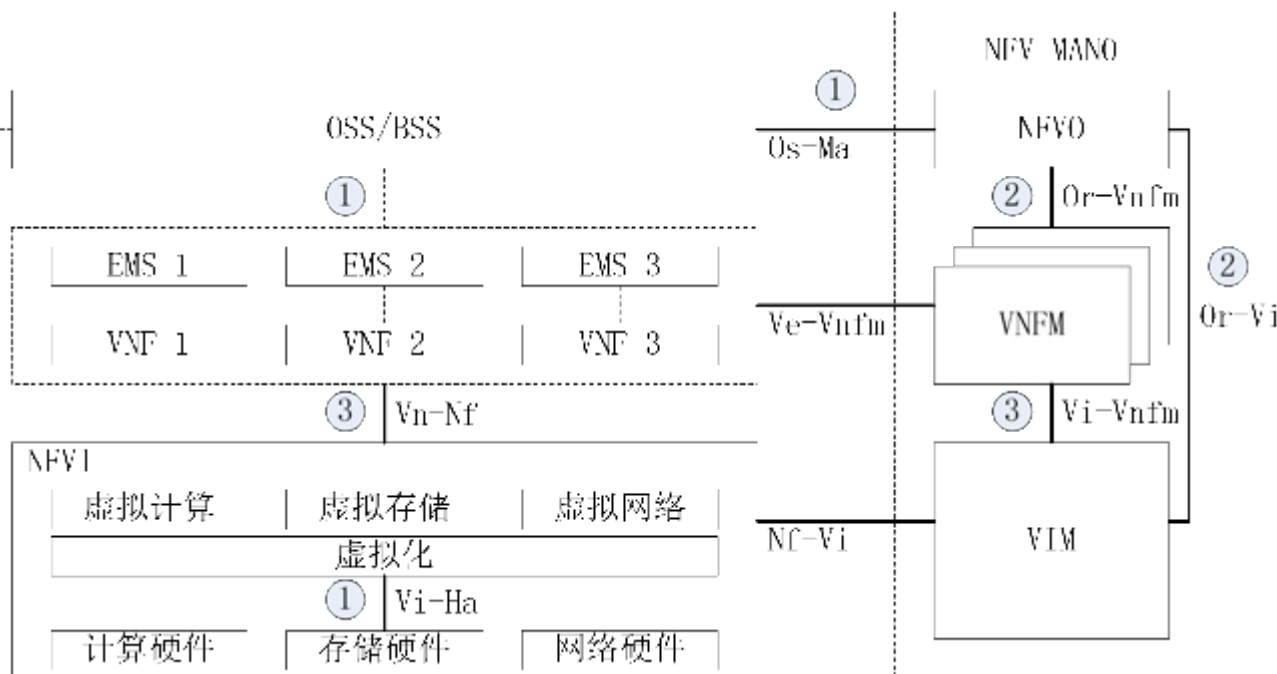 NFV MANO
①
OSS/BSS
Os-Ma
NFVO
①
②
Or-Vnfm
EMS 1
EMS 2
EMS 3
②
Ve-Vnfm
VNFM
Or-Vi
VNF 1
VNF 2
VNF 3
③
Vn-Nf
③
Vi-Vnfm
NFVI
虚拟计算
虚拟存储
虚拟网络
Nf-Vi
VIM
虚拟化
①
Vi-Ha
计算硬件
存储硬件
网络硬件